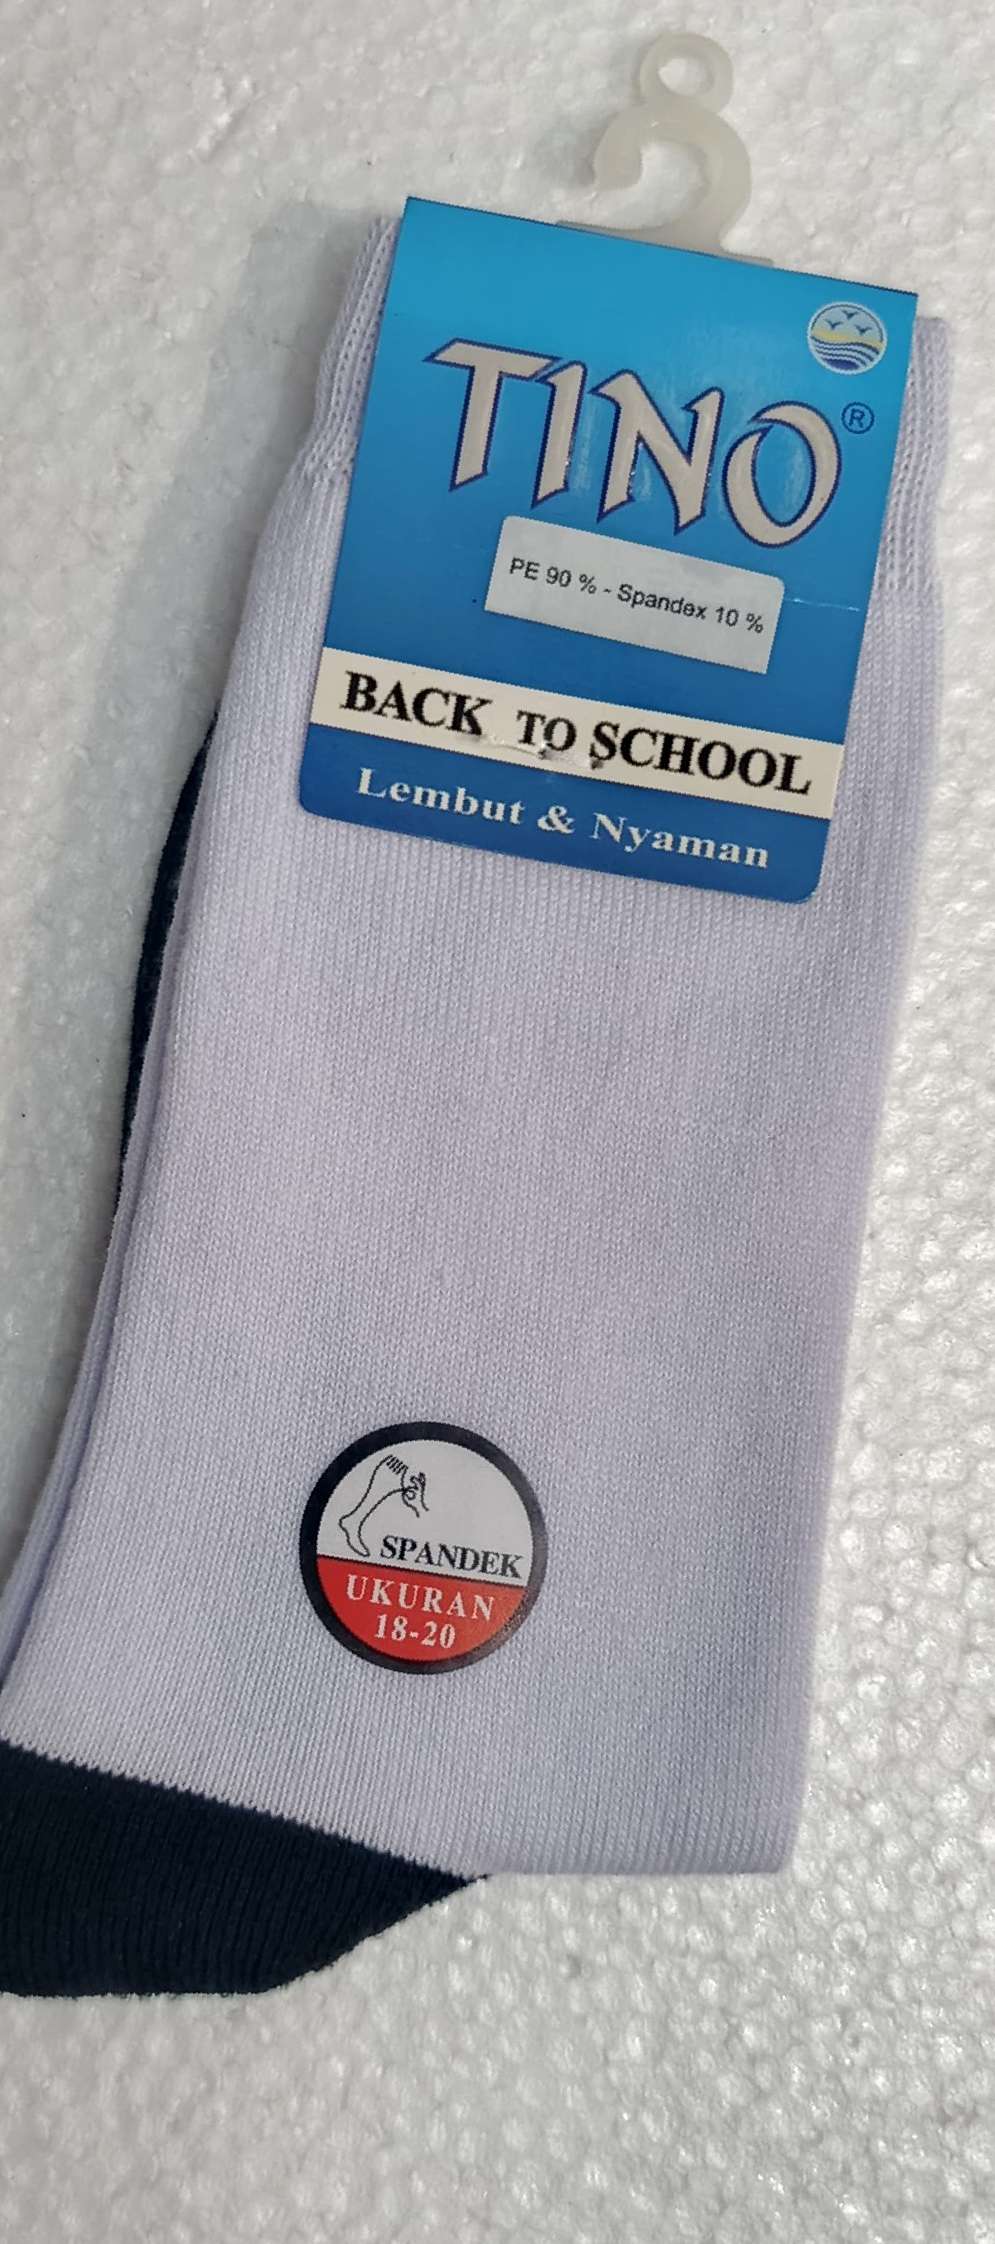 TINO®
PE 90 % - Spandex 10 %
BACK TO SCHOOL
Lembut & Nyaman
SPANDEK
UKURAN
18-20